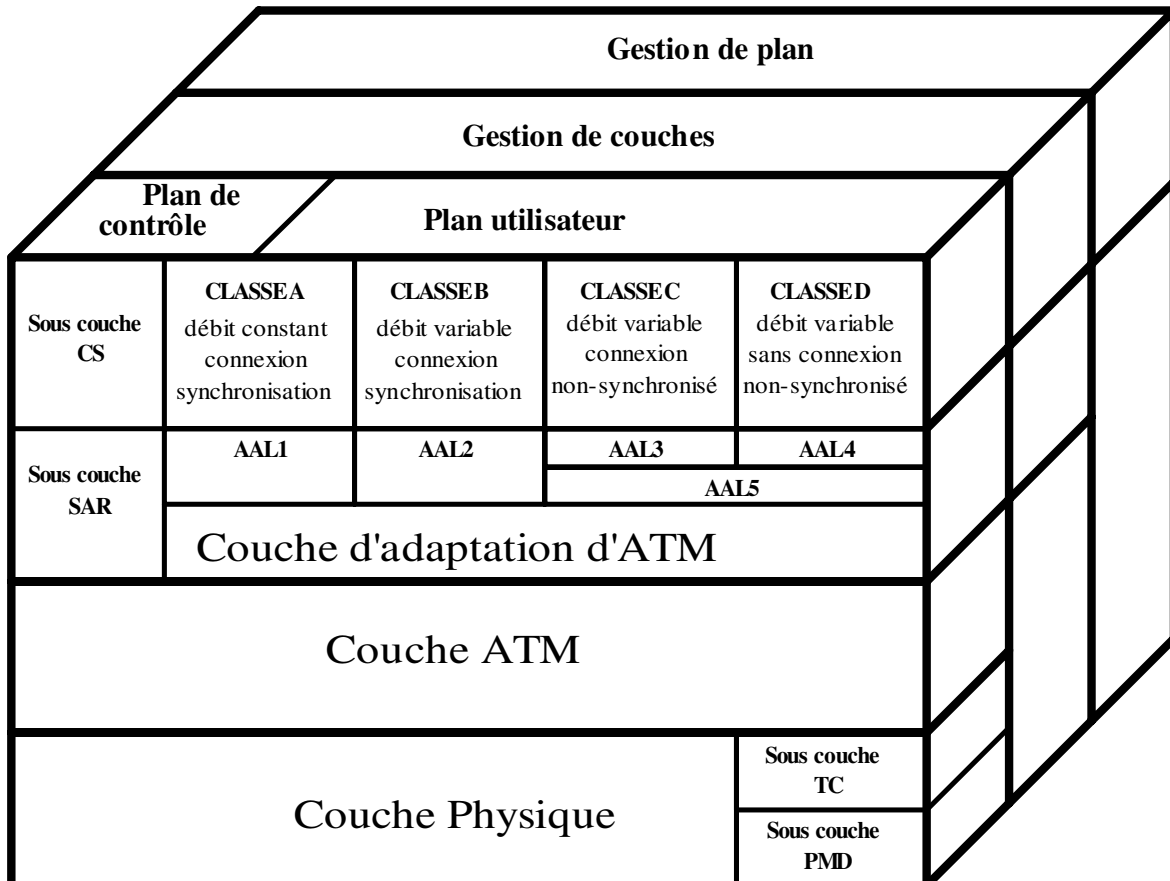 Gestion de plan
Gestion de couches
Plan de
contrôle
Plan utilisateur
Sous couche
CS
CLASSEA
débit constant
connexion
synchronisation
CLASSEB
débit variable
connexion
synchronisation
CLASSEC
débit variable
connexion
non-synchronisé
CLASSED
débit variable
sans connexion
non-synchronisé
Sous couche
SAR
AAL1
AAL2
AAL3
AAL4
AAL5
Couche d'adaptation d'ATM
Couche ATM
Couche Physique
Sous couche
TC
Sous couche
PMD